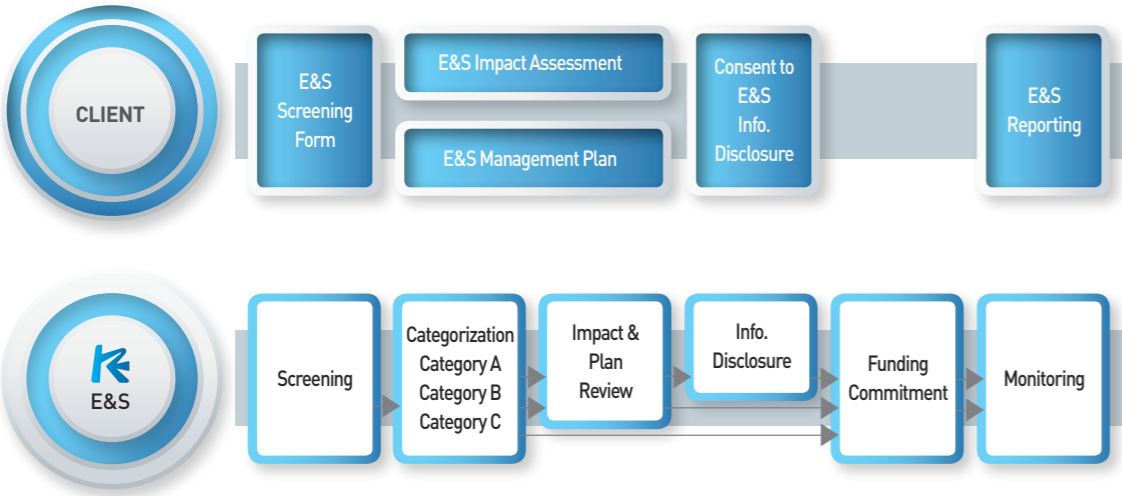 CLIENT
E&S
Screening
Form
E&S Impact Assessment
E&S Management Plan
Consent to
E&S
Info.
Disclosure
E&S
Reporting
E&S
Screening
Categorization
Category A
Category B
Category C
Impact &
Plan
Review
Info.
Disclosure
Funding
Commitment
Monitoring